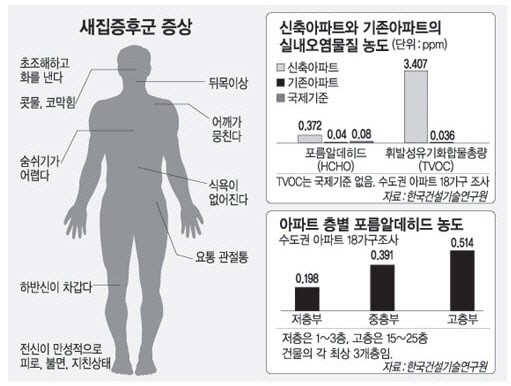 새집증후군 증상
초조해하고
화를 낸다
콧물, 코막힘
숨쉬기가
어렵다
하반신이 차갑다
전신이 만성적으로
피로, 불면, 지친상태
뒤목이상
어깨가
뭉친다
식욕이
없어진다
요통 관절통
신축아파트와 기존아파트의
실내오염물질 농도 (단위: ppm)
신축아파트
기존아파트
국제기준
3.407
0.372
0.04
0.08
0.036
포름알데히드
(HCHO)
휘발성유기화합물총량
(TVOC)
TVOC는 국제기준 없음. 수도권 아파트 18가구 조사
자료: 한국건설기술연구원
아파트 층별 포름알데히드 농도
수도권 아파트 18가구조사
0.198
0.391
0.514
저층부
중층부
고층부
저층은 1~3층, 고층은 15~25층
건물의 각 최상 3개층임.
자료: 한국건설기술연구원